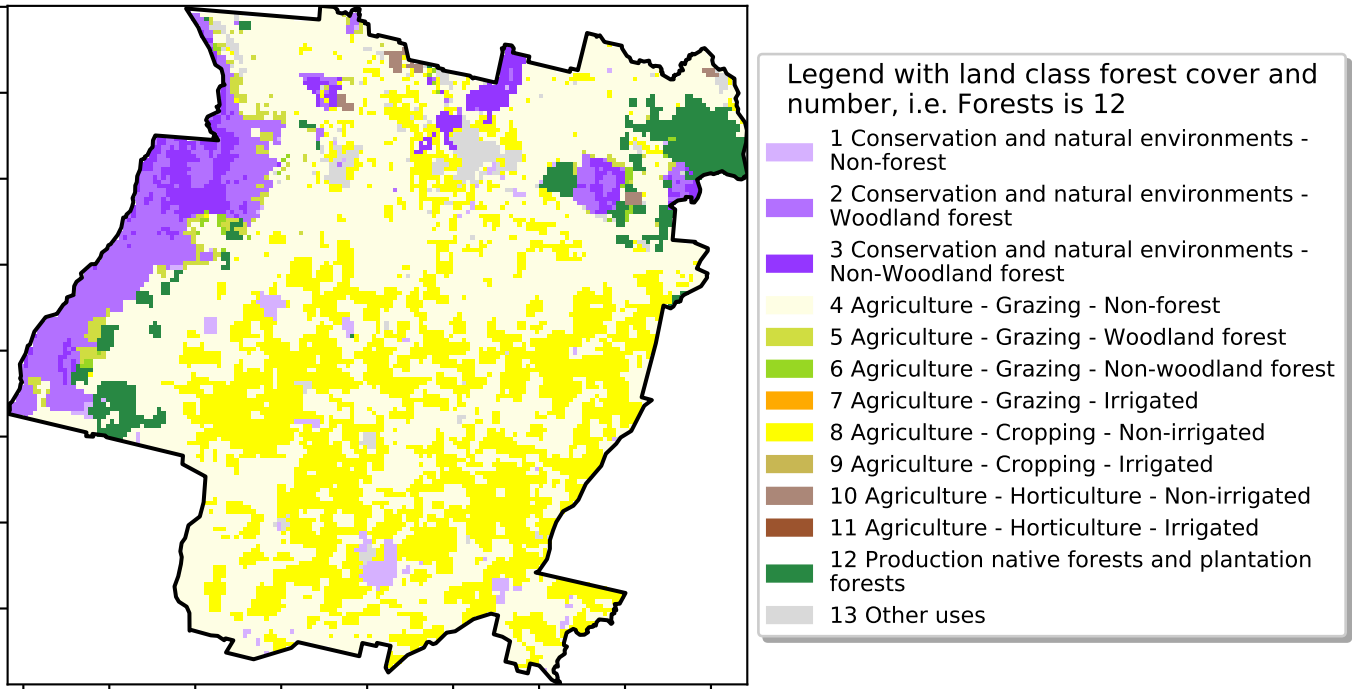 Legend with land class forest cover and
number, i.e. Forests is 12
1 Conservation and natural environments -
Non-forest
2 Conservation and natural environments -
Woodland forest
3 Conservation and natural environments -
Non-Woodland forest
4 Agriculture - Grazing - Non-forest
5 Agriculture - Grazing - Woodland forest
6 Agriculture - Grazing - Non-woodland forest
7 Agriculture - Grazing - Irrigated
8 Agriculture - Cropping - Non-irrigated
9 Agriculture - Cropping - Irrigated
10 Agriculture - Horticulture - Non-irrigated
11 Agriculture - Horticulture - Irrigated
12 Production native forests and plantation
forests
13 Other uses